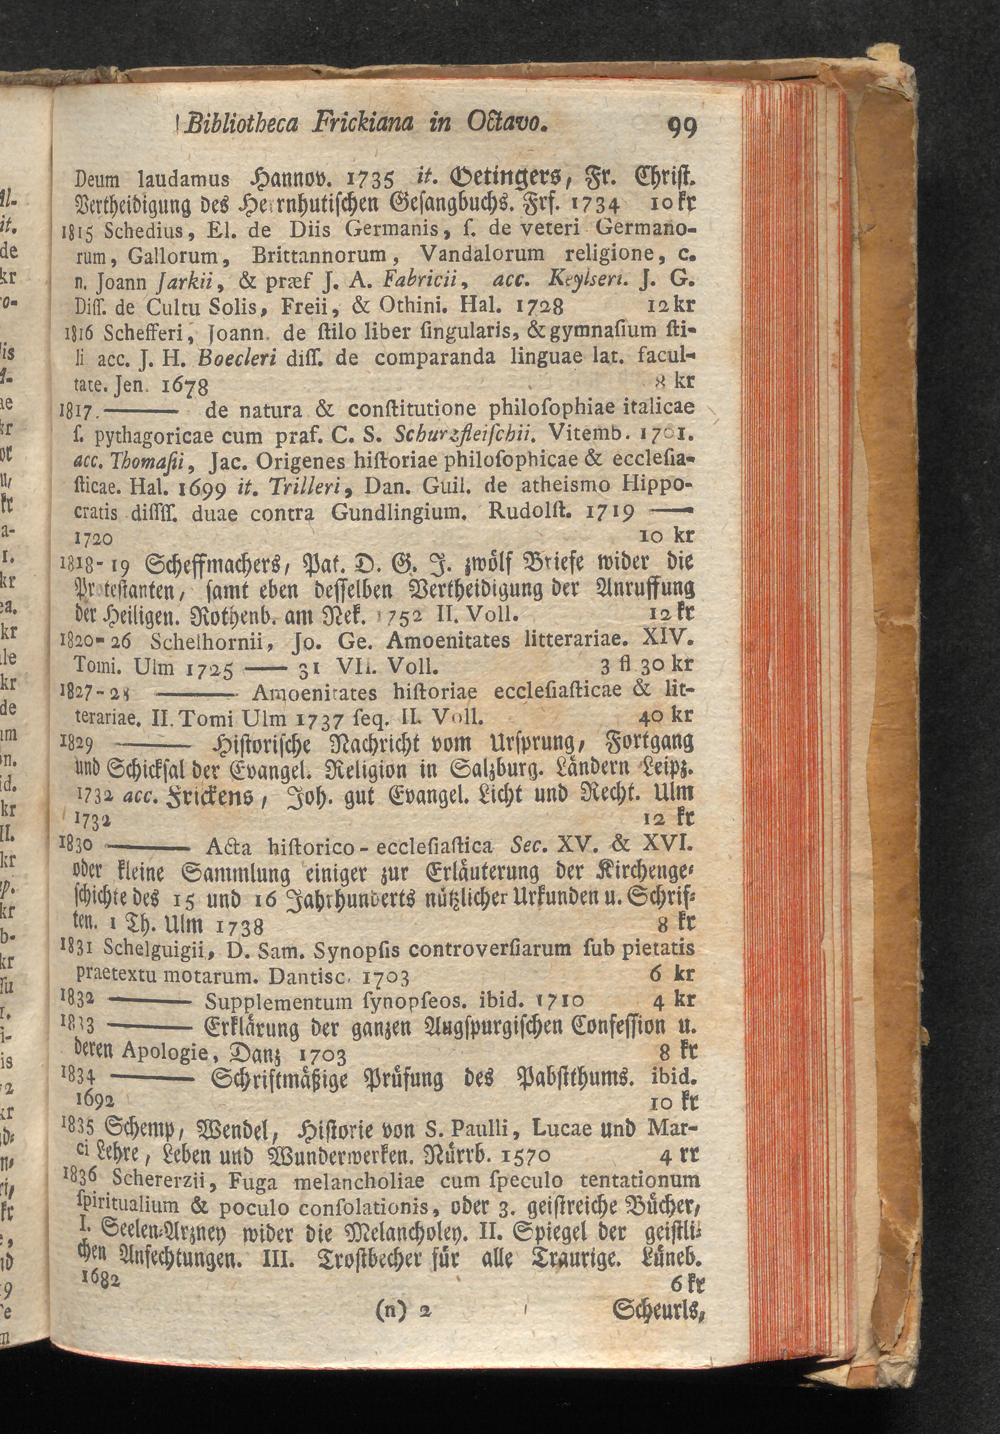 Bibliotheca Frickiana in Octavo. 99
Deum laudamus Hannov. 1735 it. Oetingers, Fr. Christ.
Vertheidigung des Herrnhutischen Gesangbuchs. Frf. 1734 10 kr
1815 Schedius, El. de Diis Germanis, ſ. de veteri Germano-
rum, Gallorum, Brittannorum, Vandalorum religione, c.
n. Joann Jarkii, & præf J. A. Fabricii, acc. Keyſleri. J. G.
Diſſ. de Cultu Solis, Freii, & Othini. Hal. 1728 12 kr
1816 Schefferi, Joann. de ſtilo liber ſingularis, & gymnaſium ſti-
li acc. J. H. Boecleri diſſ. de comparanda linguae lat. facul-
tate. Jen. 1678 8 kr
1817. —— de natura & conſtitutione philoſophiae italicae
ſ. pythagoricae cum praf. C. S. Schurzfleiſchii. Vitemb. 1701.
acc. Thomaſii, Jac. Origenes hiſtoriae philoſophicae & eccleſia-
ſticae. Hal. 1699 it. Trilleri, Dan. Guil. de atheismo Hippo-
cratis diſſſſ. duae contra Gundlingium. Rudolſt. 1719 —
1720 10 kr
1818-19 Scheffmachers, Pat. D. G. J. zwölf Briefe wider die
Protestanten, samt eben desselben Vertheidigung der Anruffung
der Heiligen. Rothenb. am Nek. 1752 II. Voll. 12 kr
1820-26 Schelhornii, Jo. Ge. Amoenitates litterariae. XIV.
Tomi. Ulm 1725 — 31 VII. Voll. 3 fl 30 kr
1827-28 —— Amoenitates hiſtoriae eccleſiaſticae & lit-
terariae. II. Tomi Ulm 1737 ſeq. II. Voll. 40 kr
1829 —— Historische Nachricht vom Ursprung, Fortgang
und Schicksal der Evangel. Religion in Salzburg. Ländern Leipz.
1732 acc. Frickens, Joh. gut Evangel. Licht und Recht. Ulm
1732 12 kr
1830 —— Acta hiſtorico-eccleſiaſtica Sec. XV. & XVI.
oder kleine Sammlung einiger zur Erläuterung der Kirchenge-
schichte des 15 und 16 Jahrhunderts nützlicher Urkunden u. Schrif-
ten. 1 Th. Ulm 1738 8 kr
1831 Schelguigii, D. Sam. Synopſis controverſiarum ſub pietatis
praetextu motarum. Dantisc. 1703 6 kr
1832 —— Supplementum ſynopſeos. ibid. 1710 4 kr
1833 —— Erklärung der ganzen Augspurgischen Confession u.
deren Apologie, Danz 1703 8 kr
1834 —— Schriftmäßige Prüfung des Pabstthums. ibid.
1692 10 kr
1835 Schemp, Wendel, Historie von S. Paulli, Lucae und Mar-
ci Lehre, Leben und Wunderwerken. Nürrb. 1570 4 rr
1836 Schererzii, Fuga melancholiae cum ſpeculo tentationum
ſpiritualium & poculo conſolationis, oder 3. geistreiche Bücher,
I. Seelen-Arzney wider die Melancholey. II. Spiegel der geistli-
chen Anfechtungen. III. Trostbecher für alle Traurige. Lüneb.
1682 6 kr
(n) 2 Scheurls,